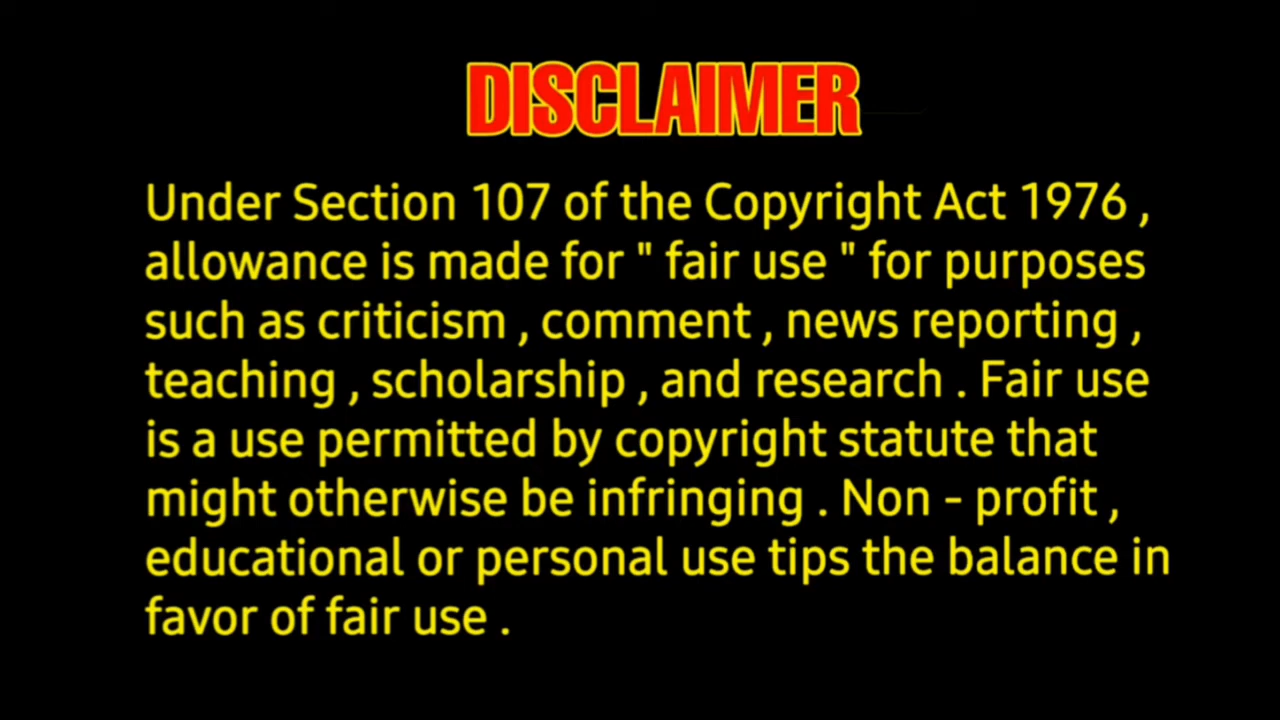 DISCLAIMER
Under Section 107 of the Copyright Act 1976 ,
allowance is made for " fair use " for purposes
such as criticism , comment , news reporting ,
teaching , scholarship , and research . Fair use
is a use permitted by copyright statute that
might otherwise be infringing . Non - profit ,
educational or personal use tips the balance in
favor of fair use .